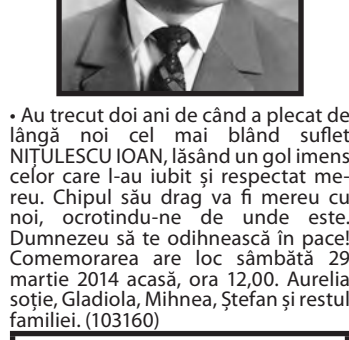 • Au trecut doi ani de când a plecat de
lângă noi cel mai blând suflet
NIȚULESCU IOAN, lăsând un gol imens
celor care l-au iubit și respectat me-
reu. Chipul său drag va fi mereu cu
noi, ocrotindu-ne de unde este.
Dumnezeu să te odihnească în pace!
Comemorarea are loc sâmbătă 29
martie 2014 acasă, ora 12,00. Aurelia
soție, Gladiola, Mihnea, Ștefan și restul
familiei. (103160)